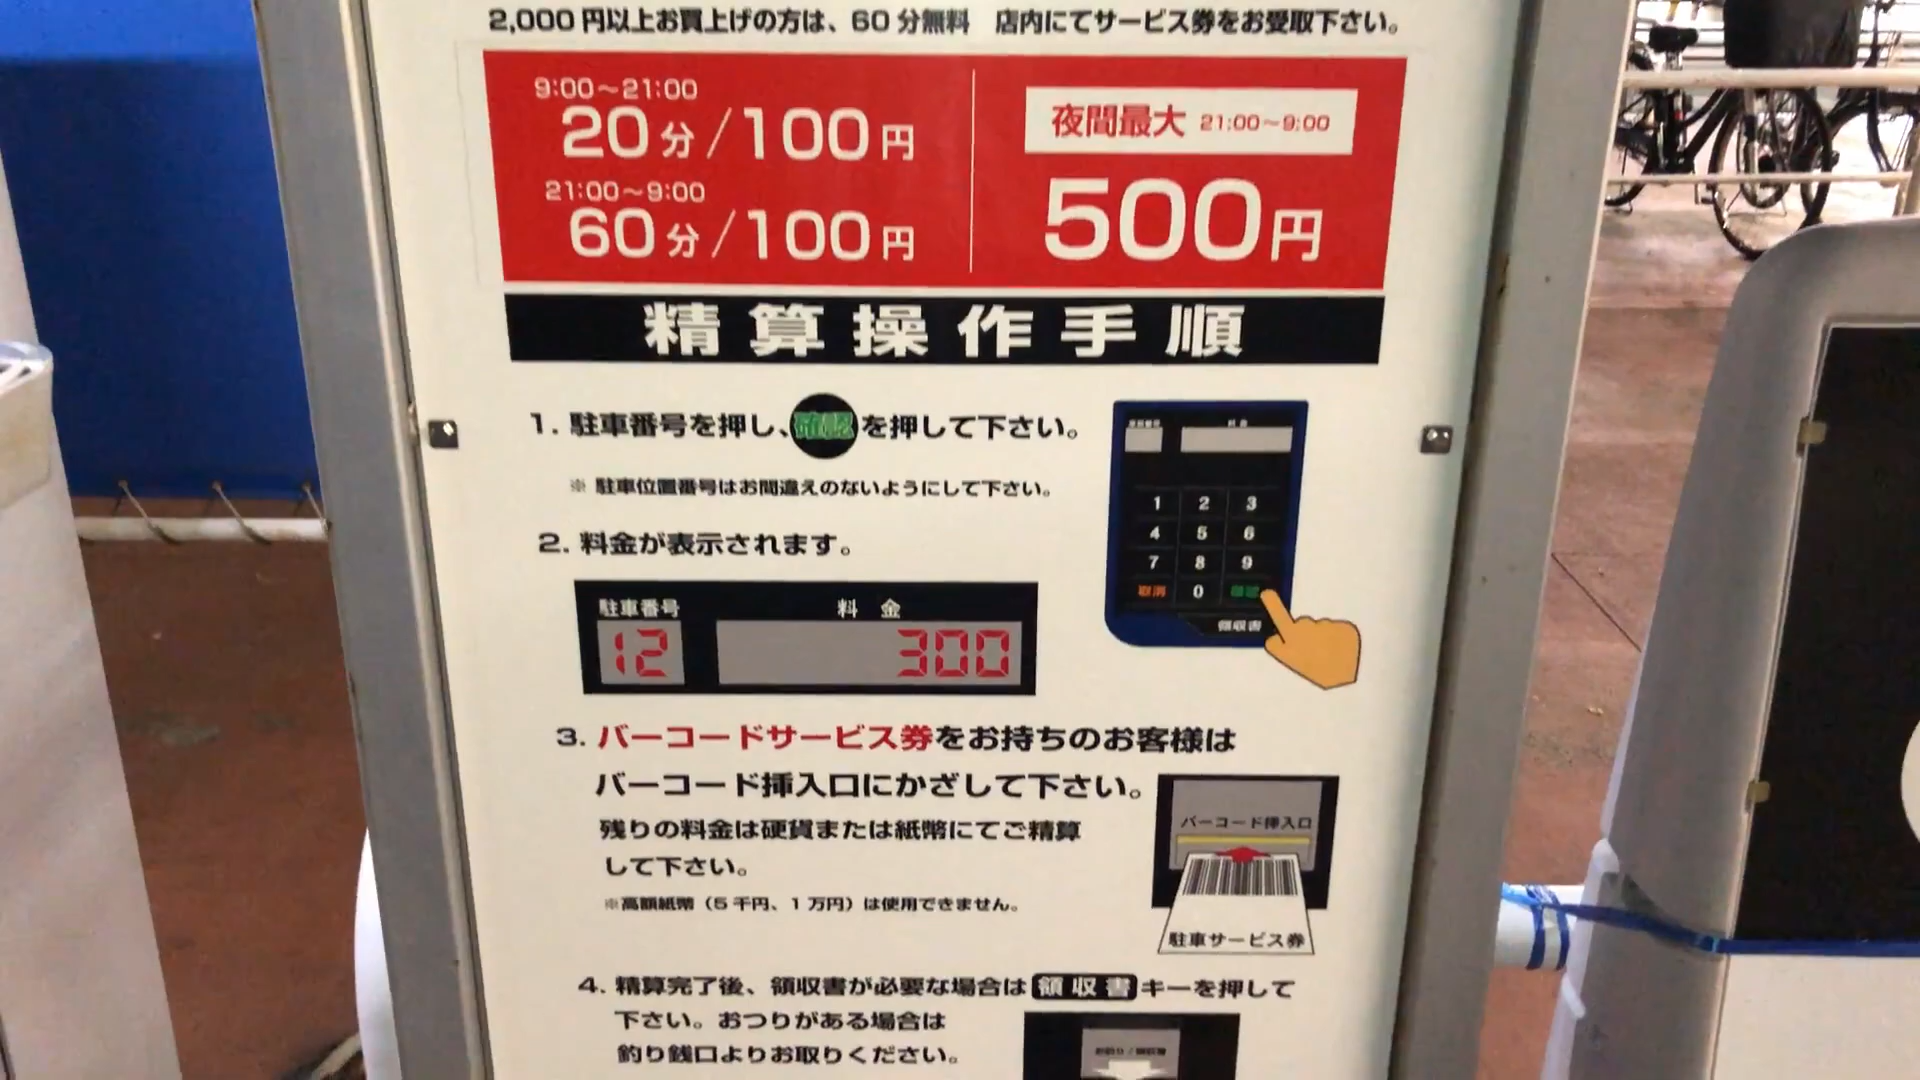 2,000円以上お買上げの方は、60分無料 店内にてサービス券をお受取下さい。
9:00～21:00
20分/100円
21:00～9:00
60分/100円
夜間最大 21:00～9:00
500円
精算操作手順
1. 駐車番号を押し、確認を押して下さい。
※ 駐車位置番号はお間違えのないようにして下さい。
料金
1 2 3
4 5 6
7 8 9
取消 0 確認
領収書
2. 料金が表示されます。
駐車番号 料金
12 300
3. バーコードサービス券をお持ちのお客様は
バーコード挿入口にかざして下さい。
残りの料金は硬貨または紙幣にてご精算
して下さい。
※高額紙幣（5千円、1万円）は使用できません。
バーコード挿入口
駐車サービス券
4. 精算完了後、領収書が必要な場合は領収書キーを押して
下さい。おつりがある場合は
釣り銭口よりお取りください。